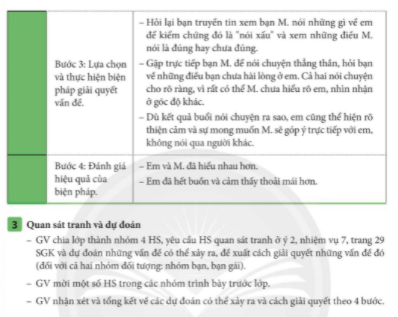 – Hỏi lại bạn truyền tin xem bạn M. nói những gì về em
để kiểm chứng đó là "nói xấu" và xem những điều M.
nói là đúng hay chưa đúng.
Bước 3: Lựa chọn
và thực hiện biện
pháp giải quyết
vấn đề.
– Gặp trực tiếp bạn M. để nói chuyện thẳng thắn, hỏi bạn
về những điều bạn chưa hài lòng ở em. Cả hai nói chuyện
cho rõ ràng, vì rất có thể M. chưa hiểu rõ em, nhìn nhận
ở góc độ khác.
– Dù kết quả buổi nói chuyện ra sao, em cũng thể hiện rõ
thiện cảm và sự mong muốn M. sẽ góp ý trực tiếp với em,
không nói qua người khác.
Bước 4: Đánh giá
hiệu quả của
biện pháp.
– Em và M. đã hiểu nhau hơn.
– Em đã hết buồn và cảm thấy thoải mái hơn.
3 Quan sát tranh và dự đoán
– GV chia lớp thành nhóm 4 HS, yêu cầu HS quan sát tranh ở ý 2, nhiệm vụ 7, trang 29
SGK và dự đoán những vấn đề có thể xảy ra, đề xuất cách giải quyết những vấn đề đó
(đối với cả hai nhóm đối tượng: nhóm bạn, bạn gái).
– GV mời một số HS trong các nhóm trình bày trước lớp.
– GV nhận xét và tổng kết về các dự đoán có thể xảy ra và cách giải quyết theo 4 bước.